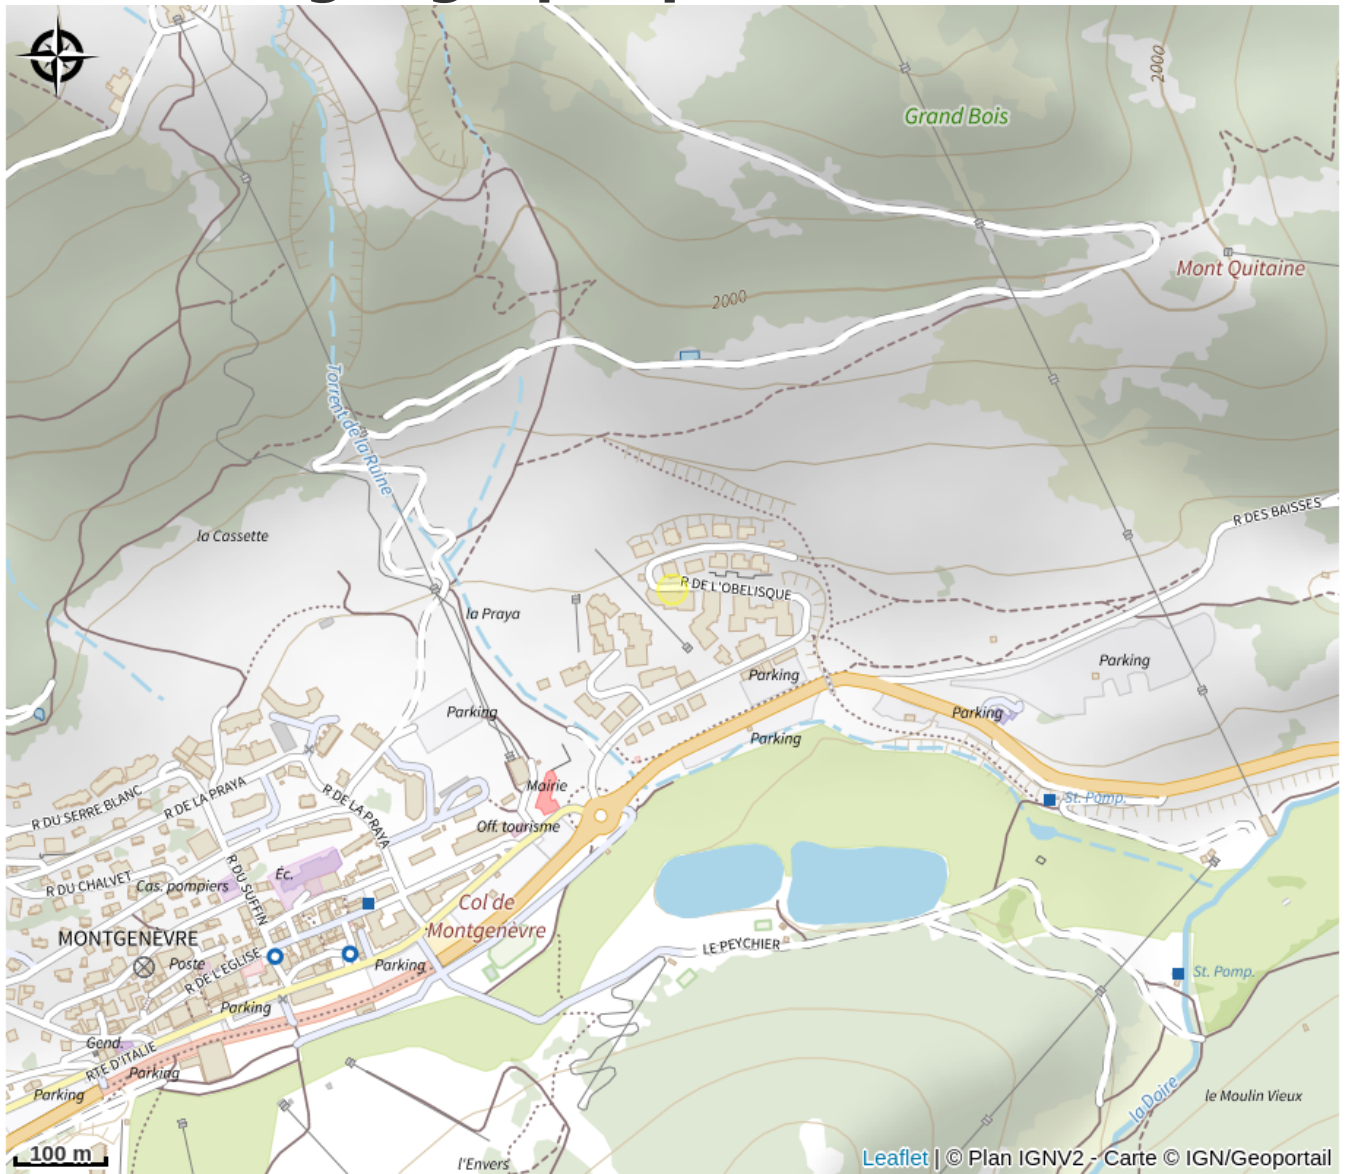 2000
Grand Bois
Mont Quitaine
2000
Torrent de la Ruine
R DES BAISSES
la Cassette
R DE L'OBELISQUE
la Praya
Parking
Parking
Parking
Parking
Parking
Mairie
St. Pomp.
R DU SERRE BLANC
R DE LA PRAYA
R DE LA PRAYA
Off. tourisme
R DU CHALVET
Cas. pompiers
R DU SUFFIN
Éc.
Col de
Montgenèvre
MONTGENÈVRE
Poste
R DE L'EGLISE
Parking
LE PEYCHIER
St. Pomp.
Parking
Gend.
RTE D'ITALIE
Parking
Parking
la Doire
le Moulin Vieux
100 m
l'Envers
Leaflet | © Plan IGNV2 - Carte © IGN/Geoportail